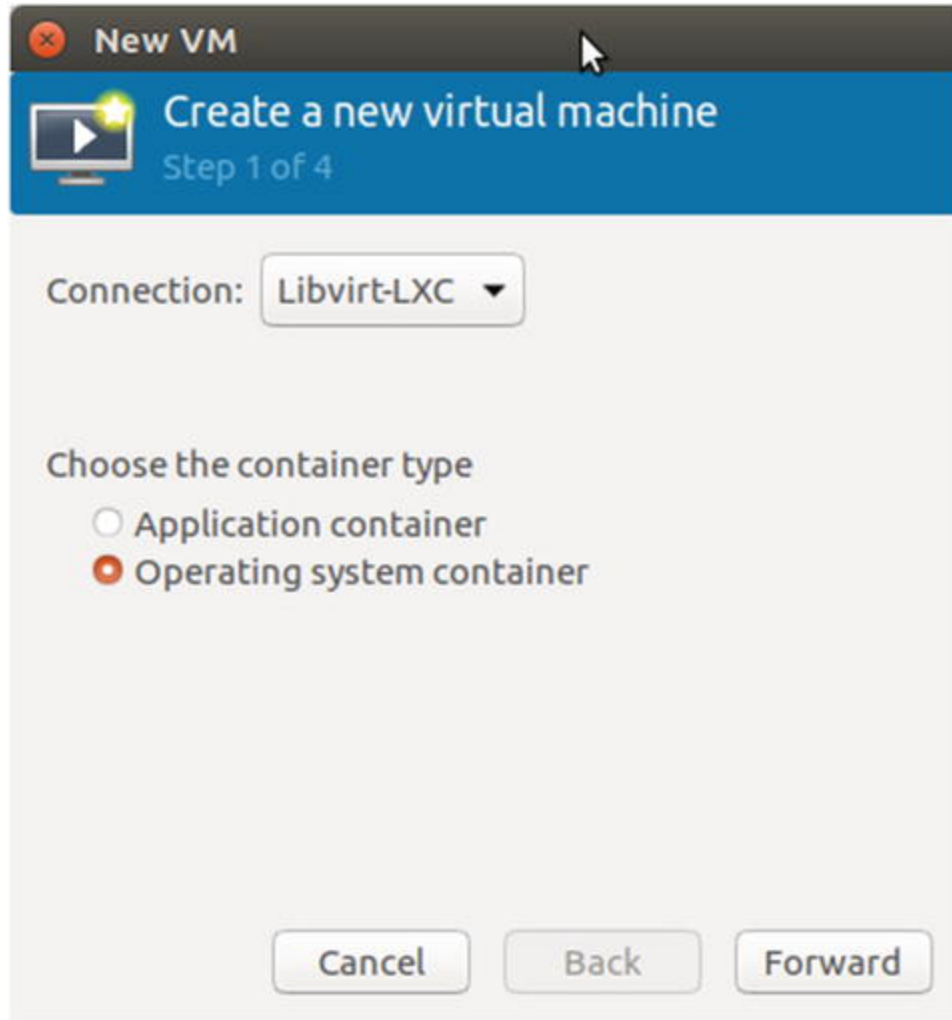 New VM
Create a new virtual machine
Step 1 of 4
Connection: Libvirt-LXC
Choose the container type
Application container
Operating system container
Cancel Back Forward